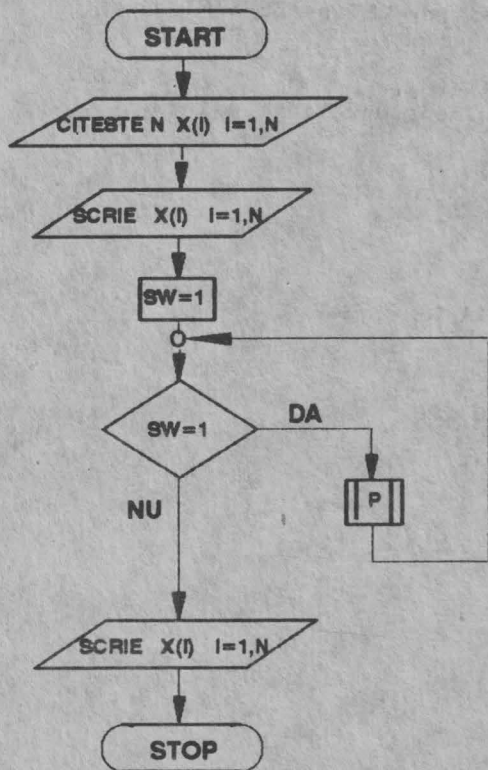 START
CITESTE N X(I) I=1,N
SCRIE X(I) I=1,N
SW=1
SW=1
DA
P
NU
SCRIE X(I) I=1,N
STOP